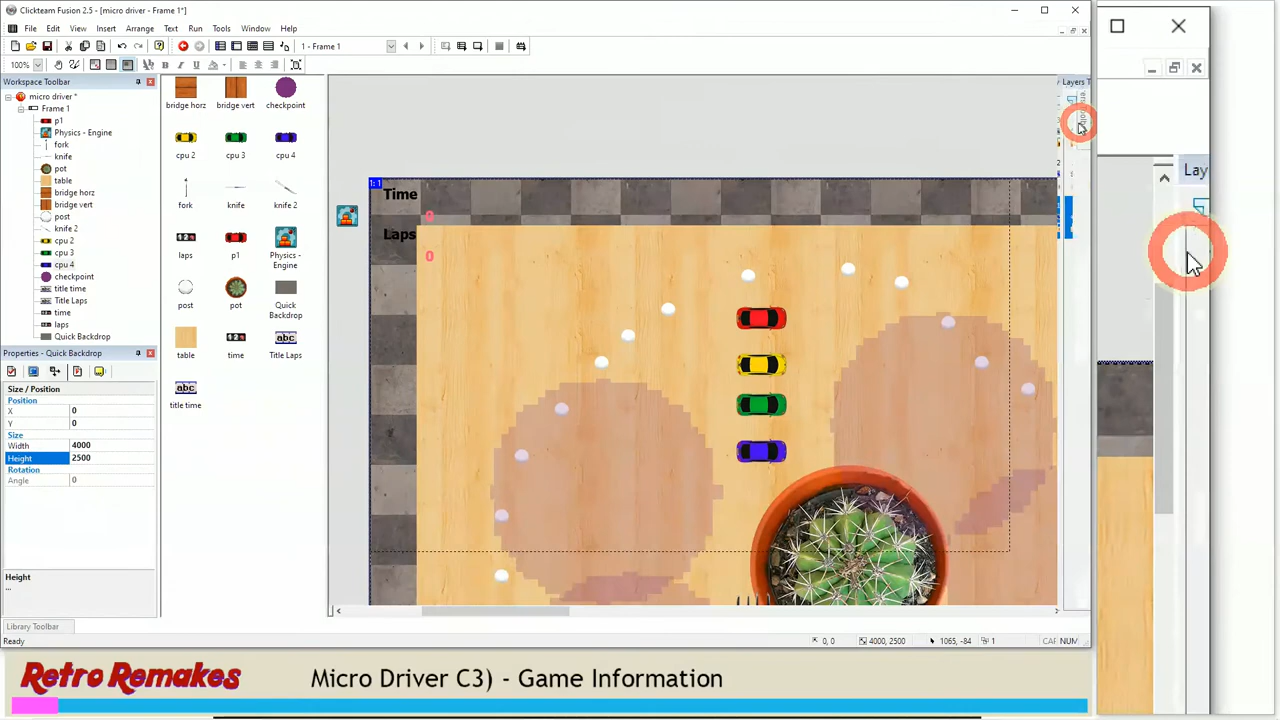 Clickteam Fusion 2.5 - [micro driver - Frame 1*]
File Edit View Insert Arrange Text Run Tools Window Help
1 - Frame 1
100% B I U
Workspace Toolbar
micro driver *
Frame 1
p1
Physics - Engine
fork
knife
pot
table
bridge horz
bridge vert
post
knife 2
cpu 2
cpu 3
cpu 4
checkpoint
title time
Title Laps
time
laps
Quick Backdrop
Properties - Quick Backdrop
Size / Position
Position
X 0
Y 0
Size
Width 4000
Height 2500
Rotation
Angle 0
Height
...
Library Toolbar
Ready
bridge horz bridge vert checkpoint
cpu 2 cpu 3 cpu 4
fork knife knife 2
laps p1 Physics - Engine
post pot Quick Backdrop
table time Title Laps
title time
1: 1
Time
0
Laps
0
Layers T
Lay
0, 0 4000, 2500 1065, -84 1 CAF NUM
Retro Remakes Micro Driver C3) - Game Information